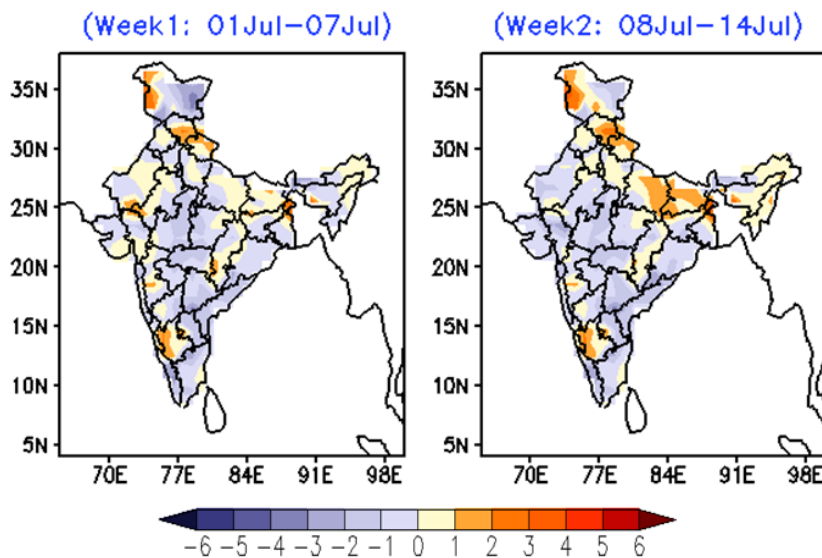 (Week1: 01Jul-07Jul)
(Week2: 08Jul-14Jul)
35N
30N
25N
20N
15N
10N
5N
70E 77E 84E 91E 98E
35N
30N
25N
20N
15N
10N
5N
70E 77E 84E 91E 98E
-6 -5 -4 -3 -2 -1 0 1 2 3 4 5 6